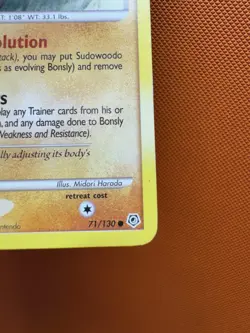 T: 1'08" WT: 33.1 lbs.
olution
tack), you may put Sudowoodo
s as evolving Bonsly) and remove
s
play any Trainer cards from his or
n, and any damage done to Bonsly
Weakness and Resistance).
lly adjusting its body's
Illus. Midori Harada
retreat cost
71/130
intendo